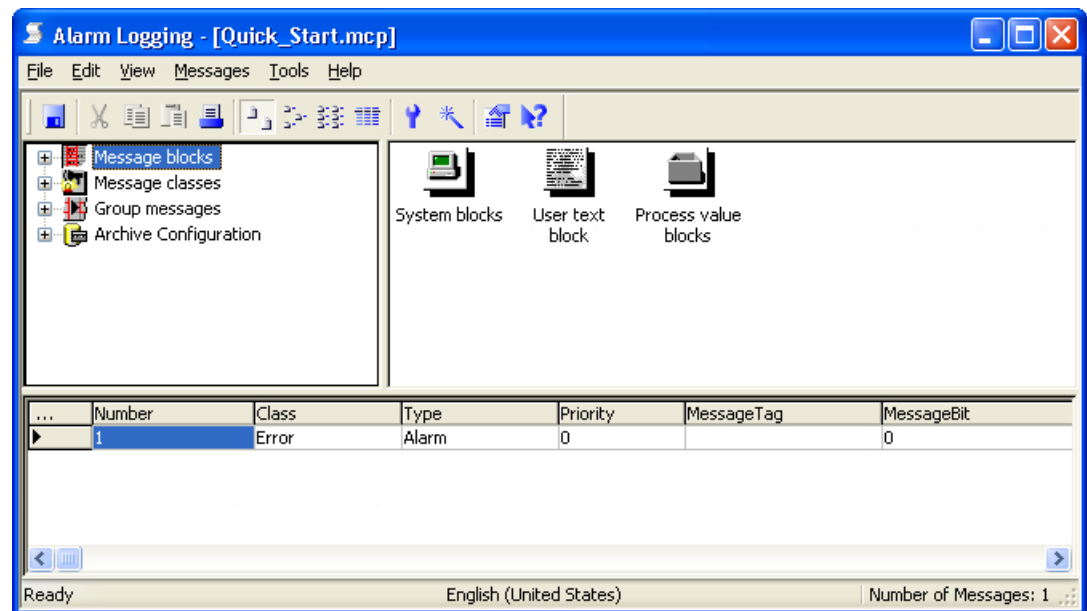 Alarm Logging - [Quick_Start.mcp]
File Edit View Messages Tools Help
Message blocks
Message classes
Group messages
Archive Configuration
System blocks
User text block
Process value blocks
... Number Class Type Priority MessageTag MessageBit
1 Error Alarm 0 0
Ready English (United States) Number of Messages: 1